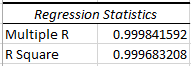 Regression Statistics
Multiple R 0.999841592
R Square 0.999683208